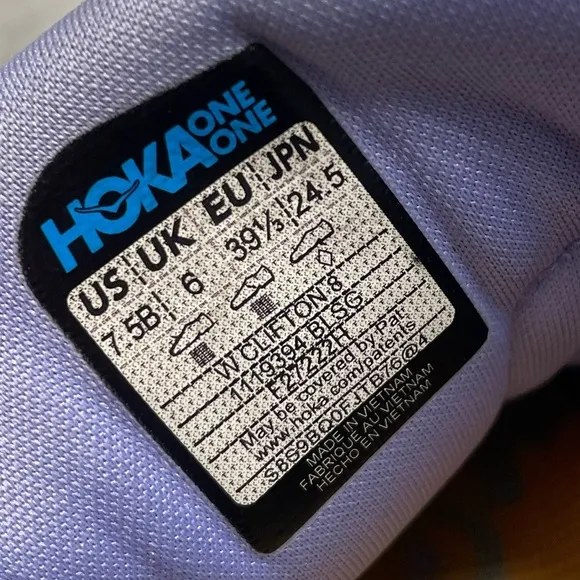 HOKA ONE ONE
US UK EU JPN
7.5B 6 39⅓ 24.5
W CLIFTON 8
1119394 BLSG
F27222H
May be covered by Pat-
www.hoka.com/patents
MADE IN VIETNAM
FABRIQUE AU VIETNAM
HECHO EN VIETNAM